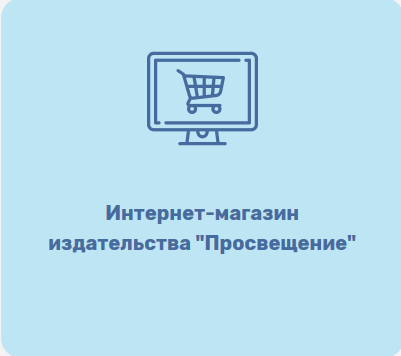 Интернет-магазин
издательства "Просвещение"